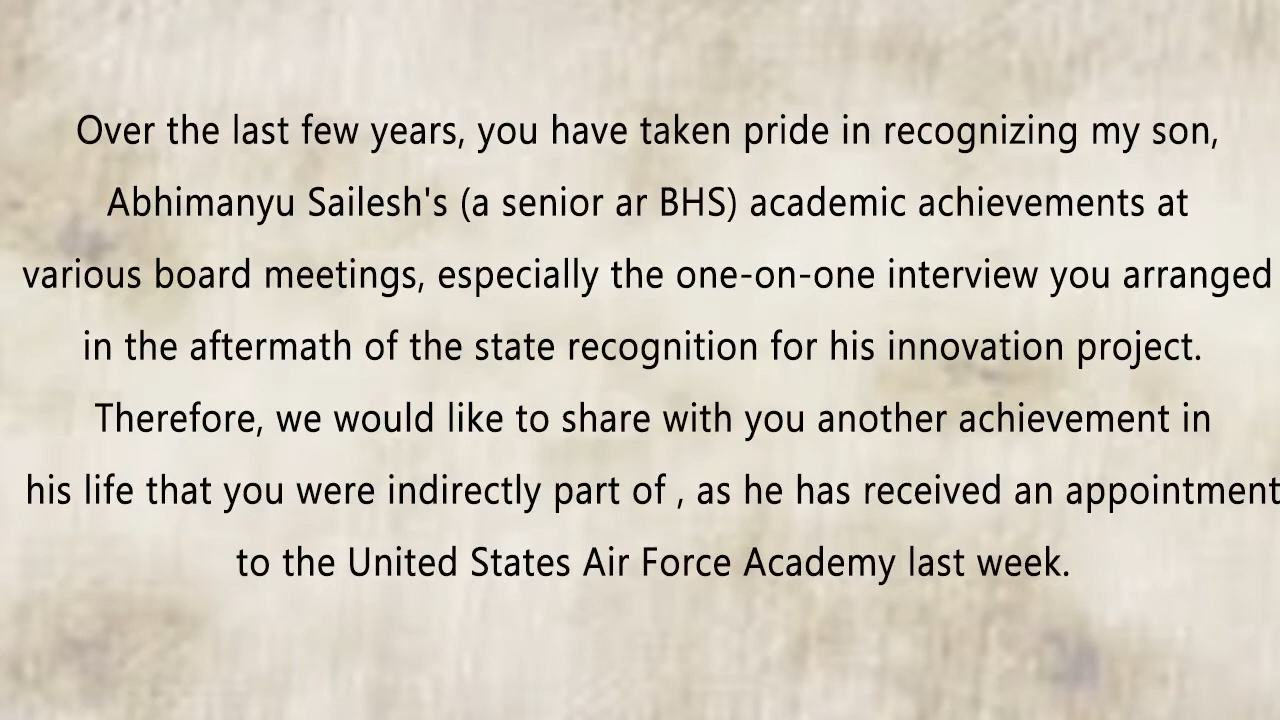 Over the last few years, you have taken pride in recognizing my son,
Abhimanyu Sailesh's (a senior ar BHS) academic achievements at
various board meetings, especially the one-on-one interview you arranged
in the aftermath of the state recognition for his innovation project.
Therefore, we would like to share with you another achievement in
his life that you were indirectly part of , as he has received an appointment
to the United States Air Force Academy last week.